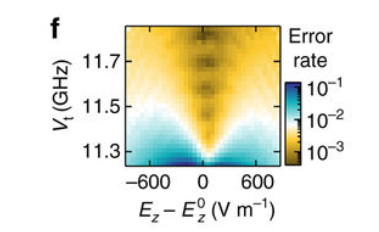 f
Error
rate
V_t (GHz)
11.7
11.5
11.3
10⁻¹
10⁻²
10⁻³
−600 0 600
E_z − E_z^0 (V m⁻¹)